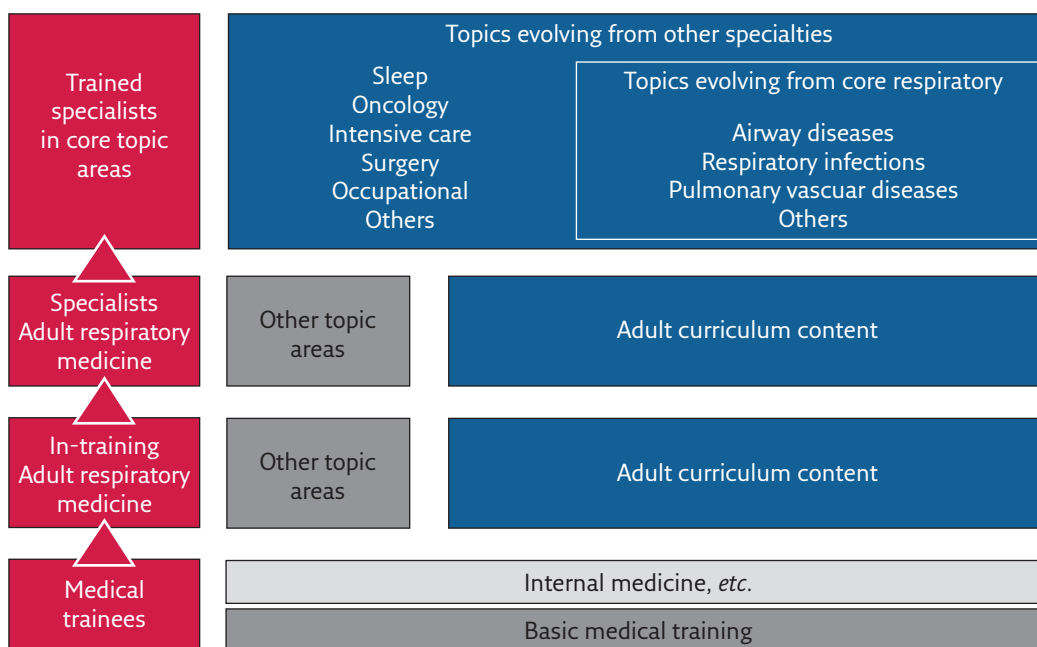 Trained
specialists
in core topic
areas
Topics evolving from other specialties
Sleep
Oncology
Intensive care
Surgery
Occupational
Others
Topics evolving from core respiratory
Airway diseases
Respiratory infections
Pulmonary vascuar diseases
Others
Specialists
Adult respiratory
medicine
Other topic
areas
Adult curriculum content
In-training
Adult respiratory
medicine
Other topic
areas
Adult curriculum content
Medical
trainees
Internal medicine, etc.
Basic medical training